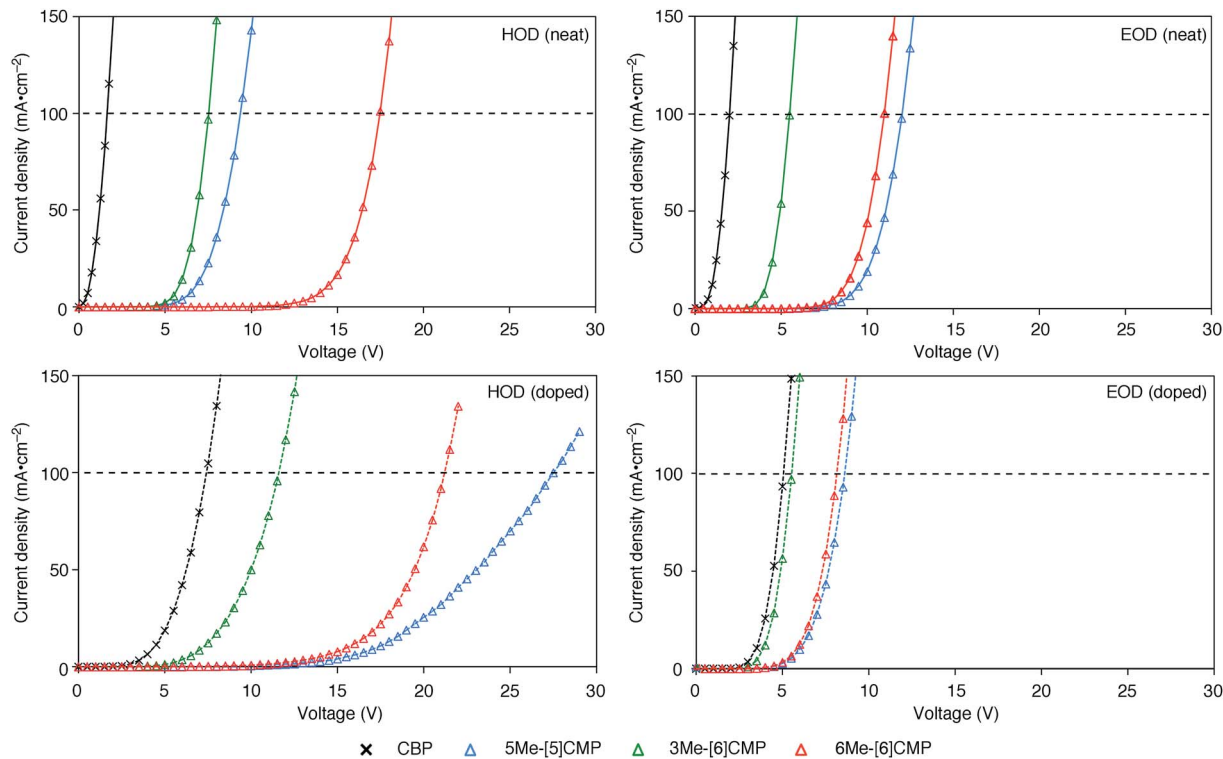 HOD (neat)
Current density (mA•cm−2)
150
100
50
0
0 5 10 15 20 25 30
Voltage (V)
EOD (neat)
Current density (mA•cm−2)
150
100
50
0
0 5 10 15 20 25 30
Voltage (V)
HOD (doped)
Current density (mA•cm−2)
150
100
50
0
0 5 10 15 20 25 30
Voltage (V)
EOD (doped)
Current density (mA•cm−2)
150
100
50
0
0 5 10 15 20 25 30
Voltage (V)
CBP 5Me-[5]CMP 3Me-[6]CMP 6Me-[6]CMP